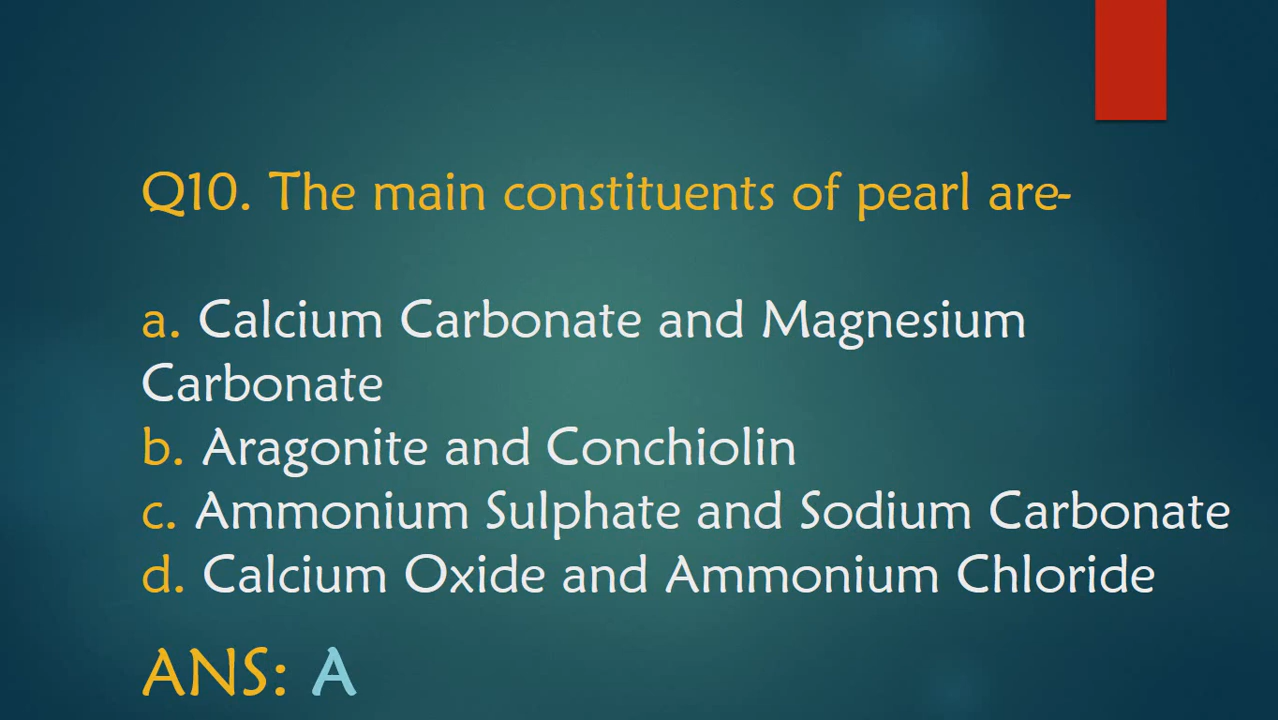 Q10. The main constituents of pearl are-
a. Calcium Carbonate and Magnesium
Carbonate
b. Aragonite and Conchiolin
c. Ammonium Sulphate and Sodium Carbonate
d. Calcium Oxide and Ammonium Chloride
ANS: A